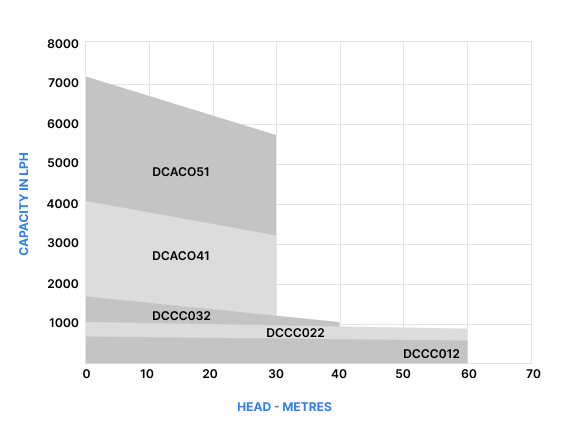 8000
7000
6000
5000
4000
3000
2000
1000
CAPACITY IN LPH
DCACO51
DCACO41
DCCC032
DCCC022
DCCC012
0 10 20 30 40 50 60 70
HEAD - METRES